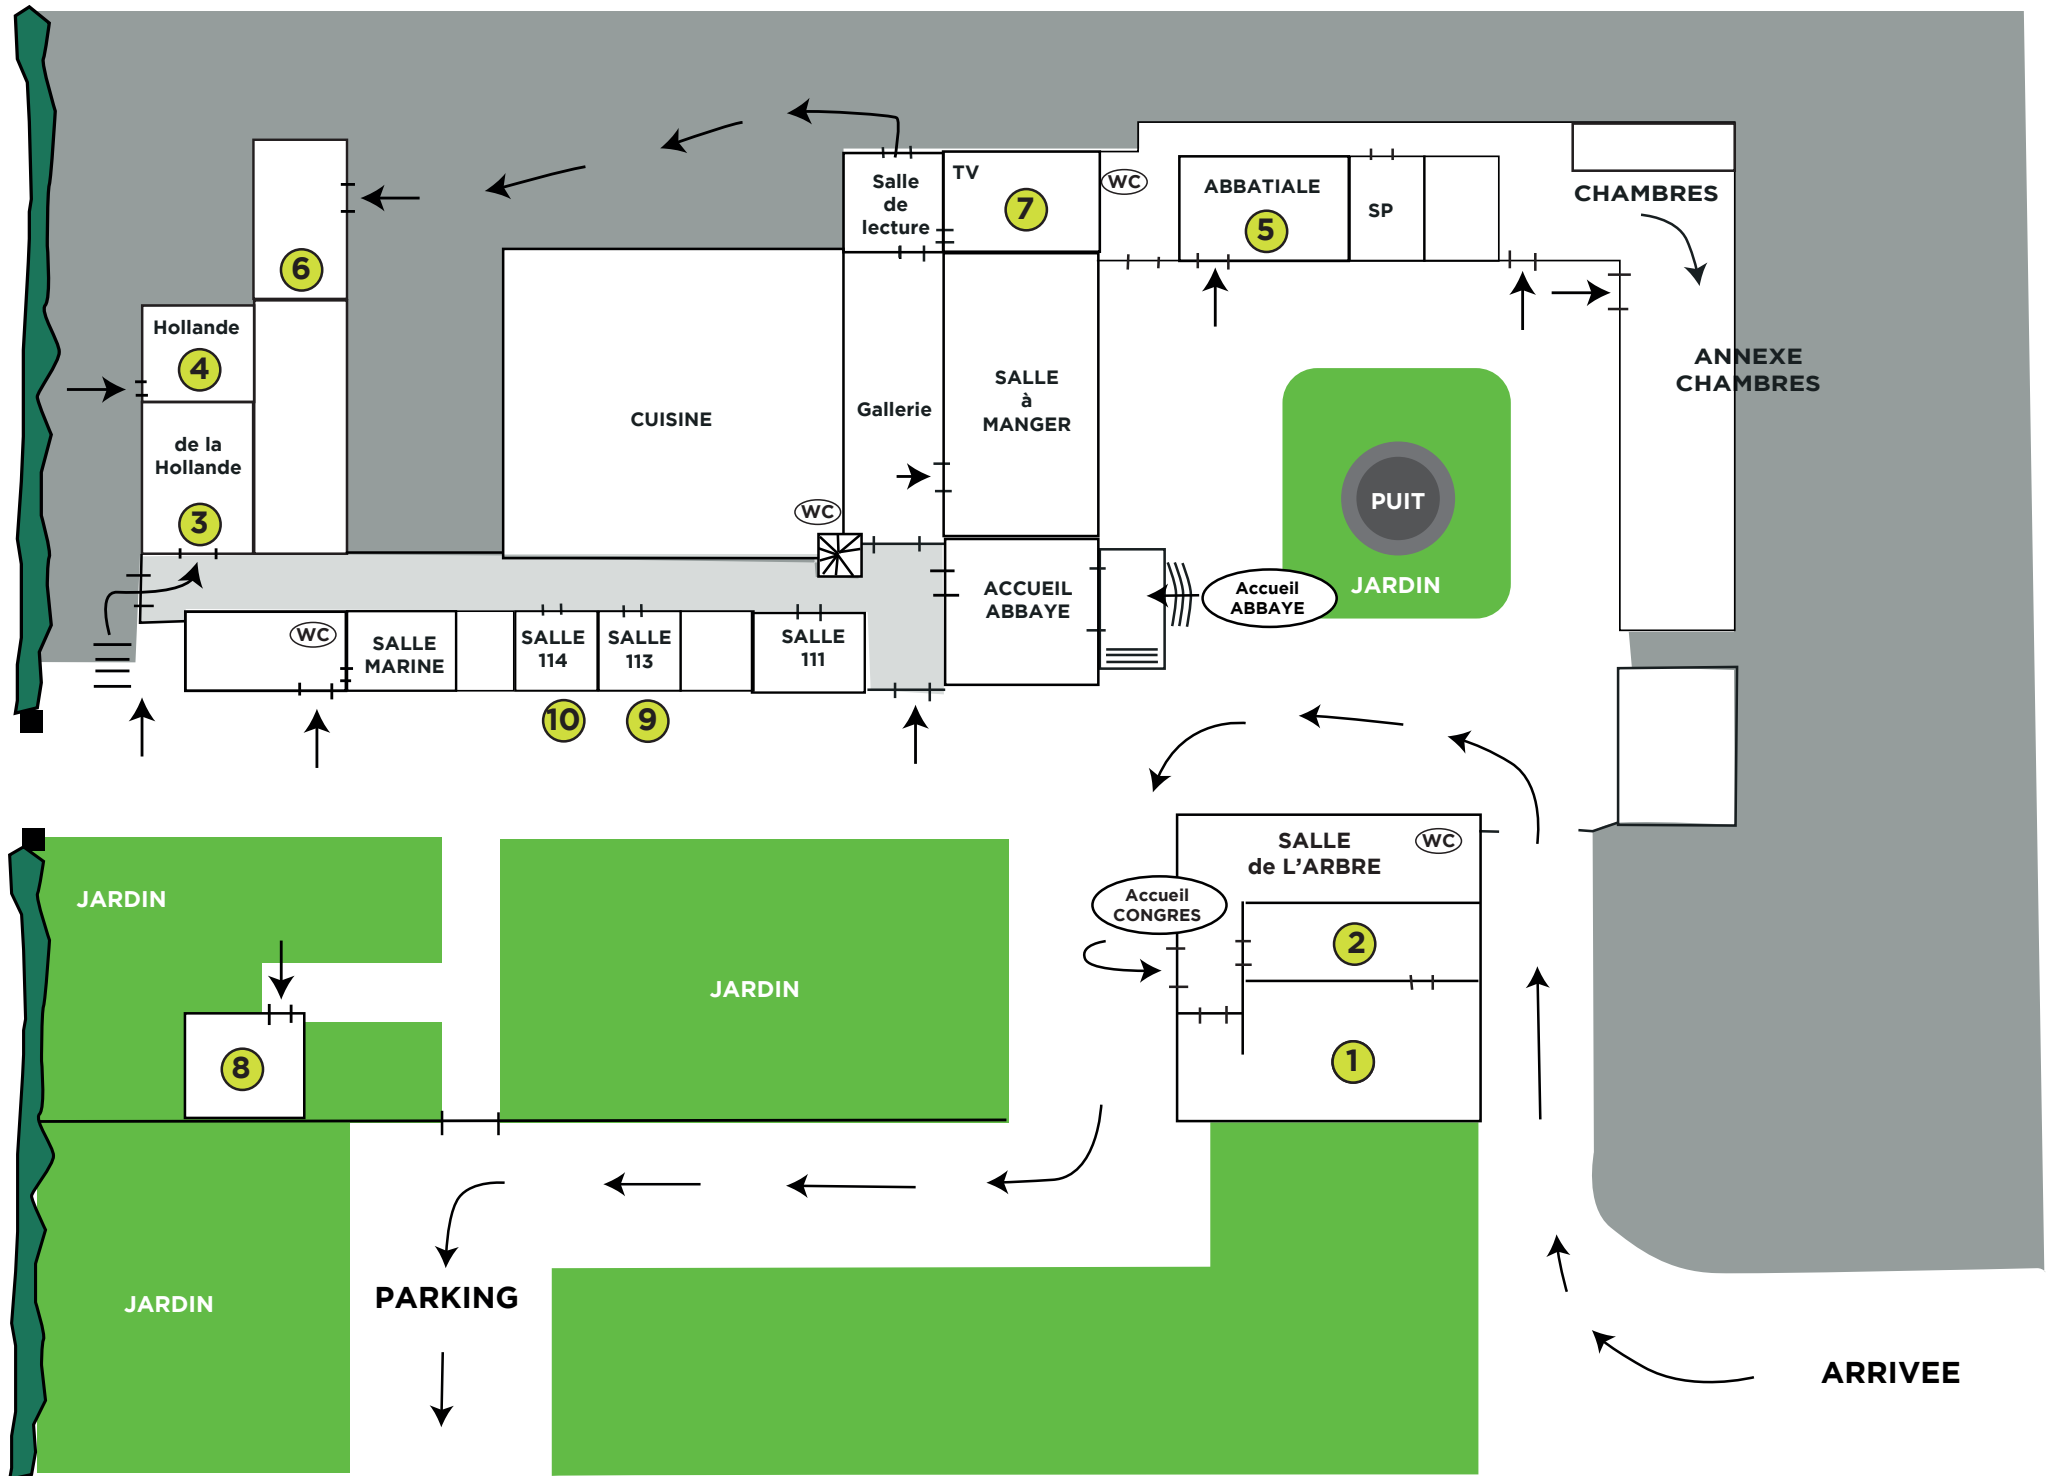 TV
Salle
de
lecture
7
WC
ABBATIALE
5
SP
CHAMBRES
6
Hollande
4
de la
Hollande
3
CUISINE
WC
Gallerie
SALLE
à
MANGER
ANNEXE
CHAMBRES
PUIT
JARDIN
ACCUEIL
ABBAYE
Accueil
ABBAYE
WC
SALLE
MARINE
SALLE
114
SALLE
113
SALLE
111
10
9
JARDIN
JARDIN
8
SALLE
de L'ARBRE
WC
Accueil
CONGRES
2
1
JARDIN
PARKING
ARRIVEE